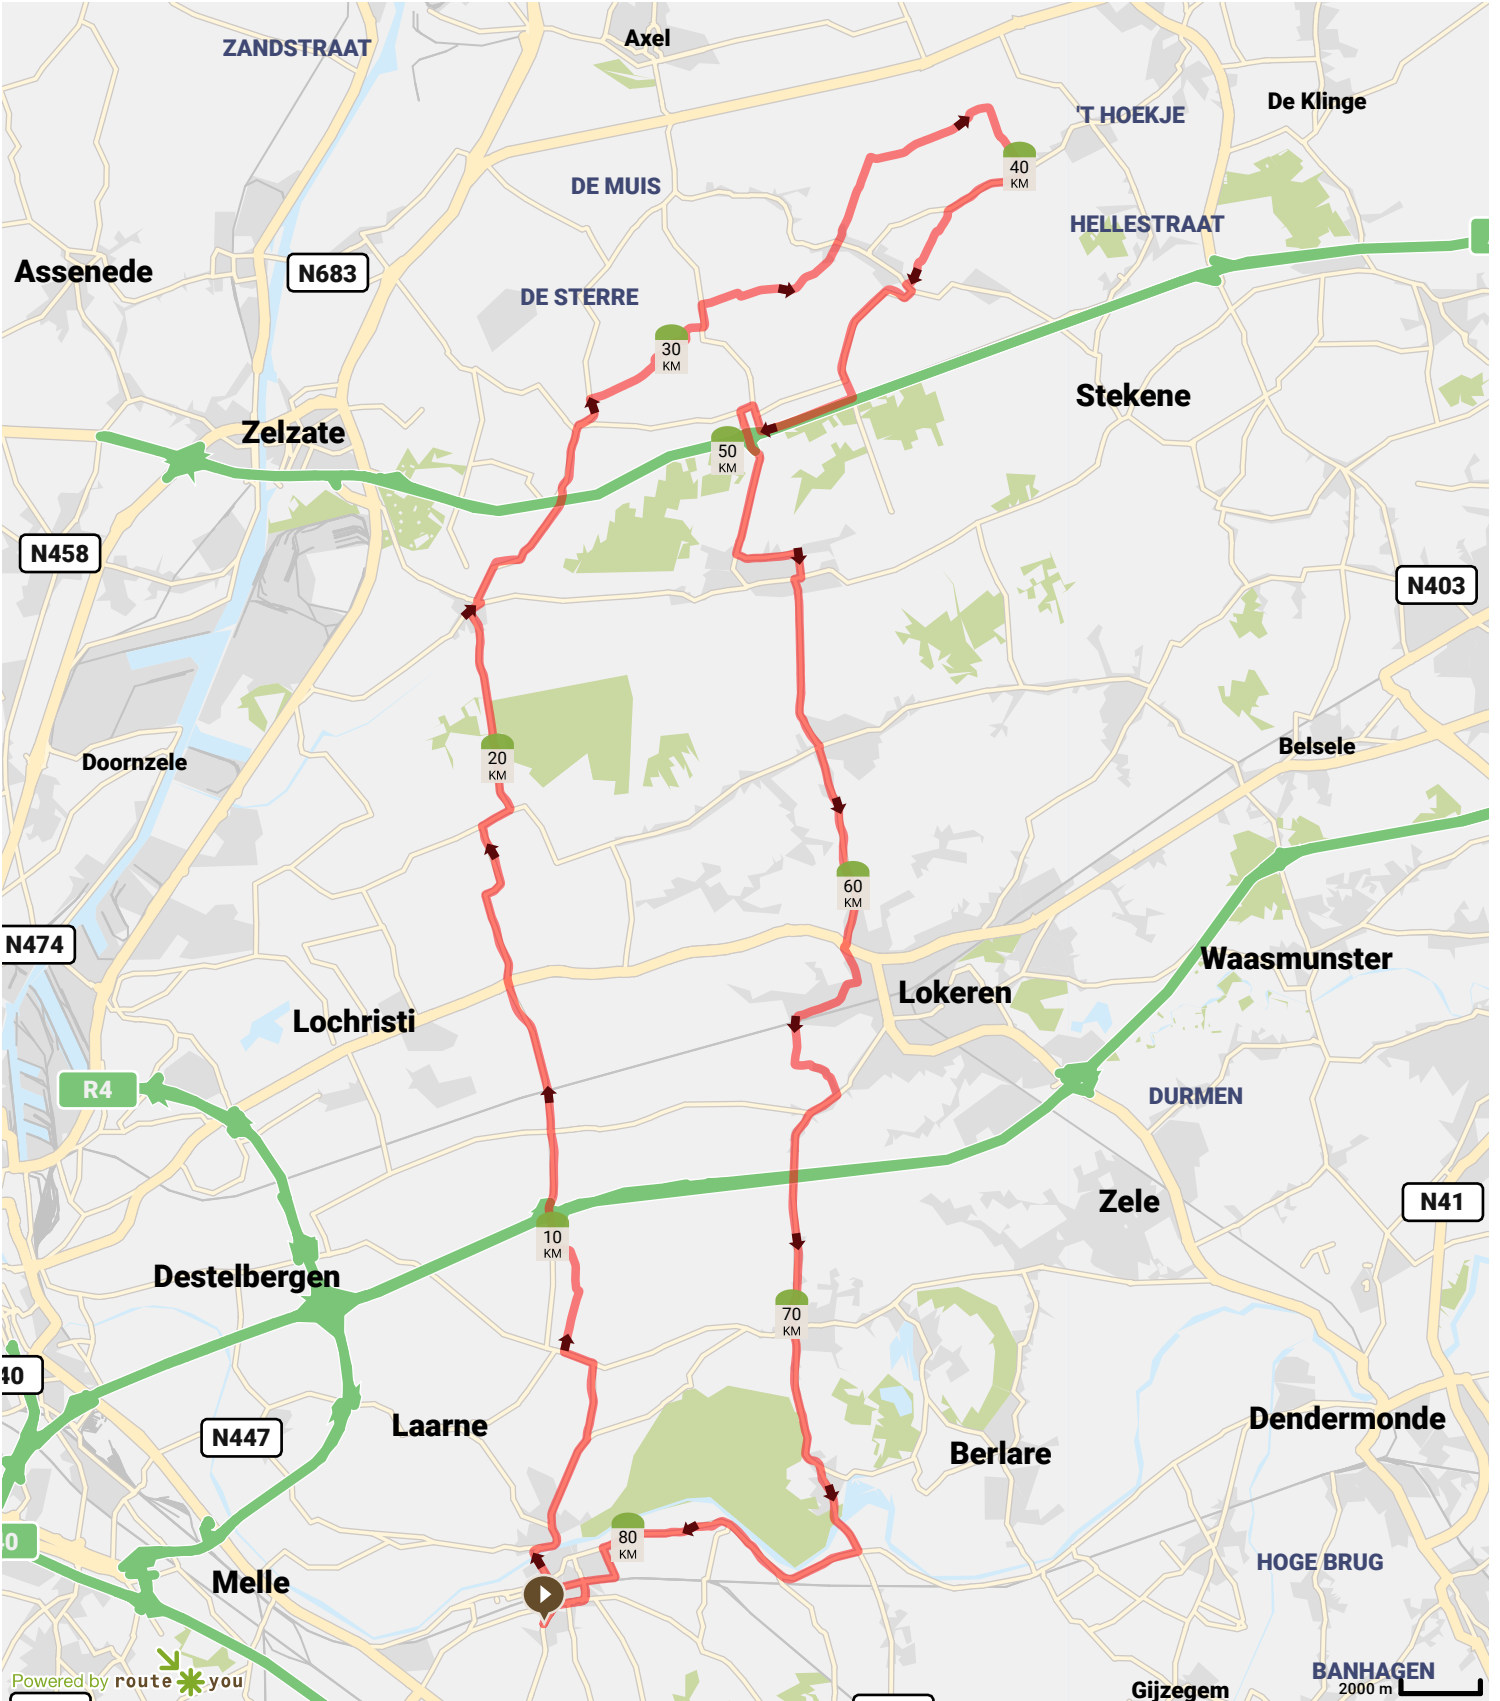 Axel
ZANDSTRAAT
De Klinge
'T HOEKJE
40
KM
DE MUIS
HELLESTRAAT
Assenede
N683
DE STERRE
30
KM
Stekene
Zelzate
50
KM
N458
N403
Belsele
Doornzele
20
KM
60
KM
N474
Waasmunster
Lokeren
Lochristi
R4
DURMEN
Zele
N41
10
KM
Destelbergen
70
KM
40
Dendermonde
Laarne
N447
Berlare
80
KM
HOGE BRUG
Melle
BANHAGEN
Powered by route you
2000 m
Gijzegem